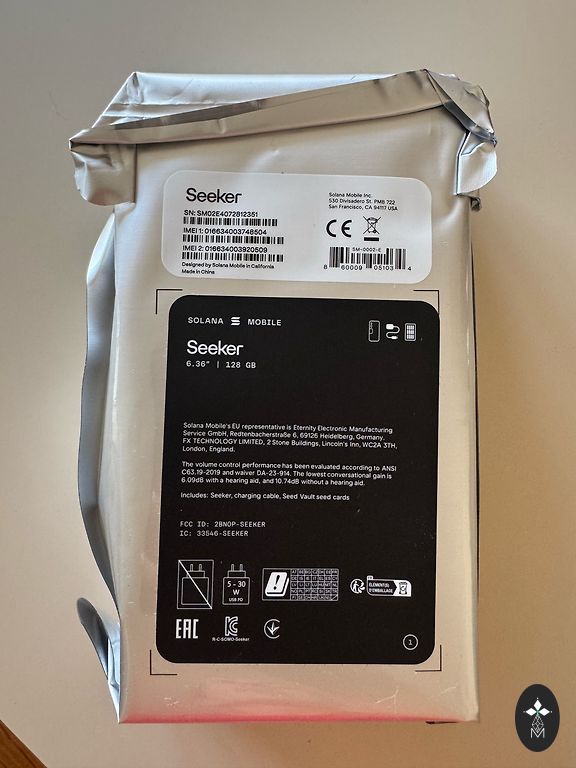 Seeker
SN: SM02E4072812351
IMEI 1: 016634003748504
IMEI 2: 016634003920509
Designed by Solana Mobile in California
Made in China
Solana Mobile Inc.
530 Divisadero St. PMB 722
San Francisco, CA 94117 USA
CE
SM-0002-E
8 60009 05103 4
SOLANA MOBILE
Seeker
6.36" | 128 GB
Solana Mobile's EU representative is Eternity Electronic Manufacturing
Service GmbH, Redtenbacherstraße 6, 69126 Heidelberg, Germany.
FX TECHNOLOGY LIMITED, 2 Stone Buildings, Lincoln's Inn, WC2A 3TH,
London, England.
The volume control performance has been evaluated according to ANSI
C63.19-2019 and waiver DA-23-914. The lowest conversational gain is
6.09dB with a hearing aid, and 10.74dB without a hearing aid.
Includes: Seeker, charging cable, Seed Vault seed cards
FCC ID: 2BNOP-SEEKER
IC: 33546-SEEKER
5 - 30
W
USB PD
FR
ÉLÉMENT(S)
D'EMBALLAGE
EAC
R-C-SOMO-Seeker
1
M